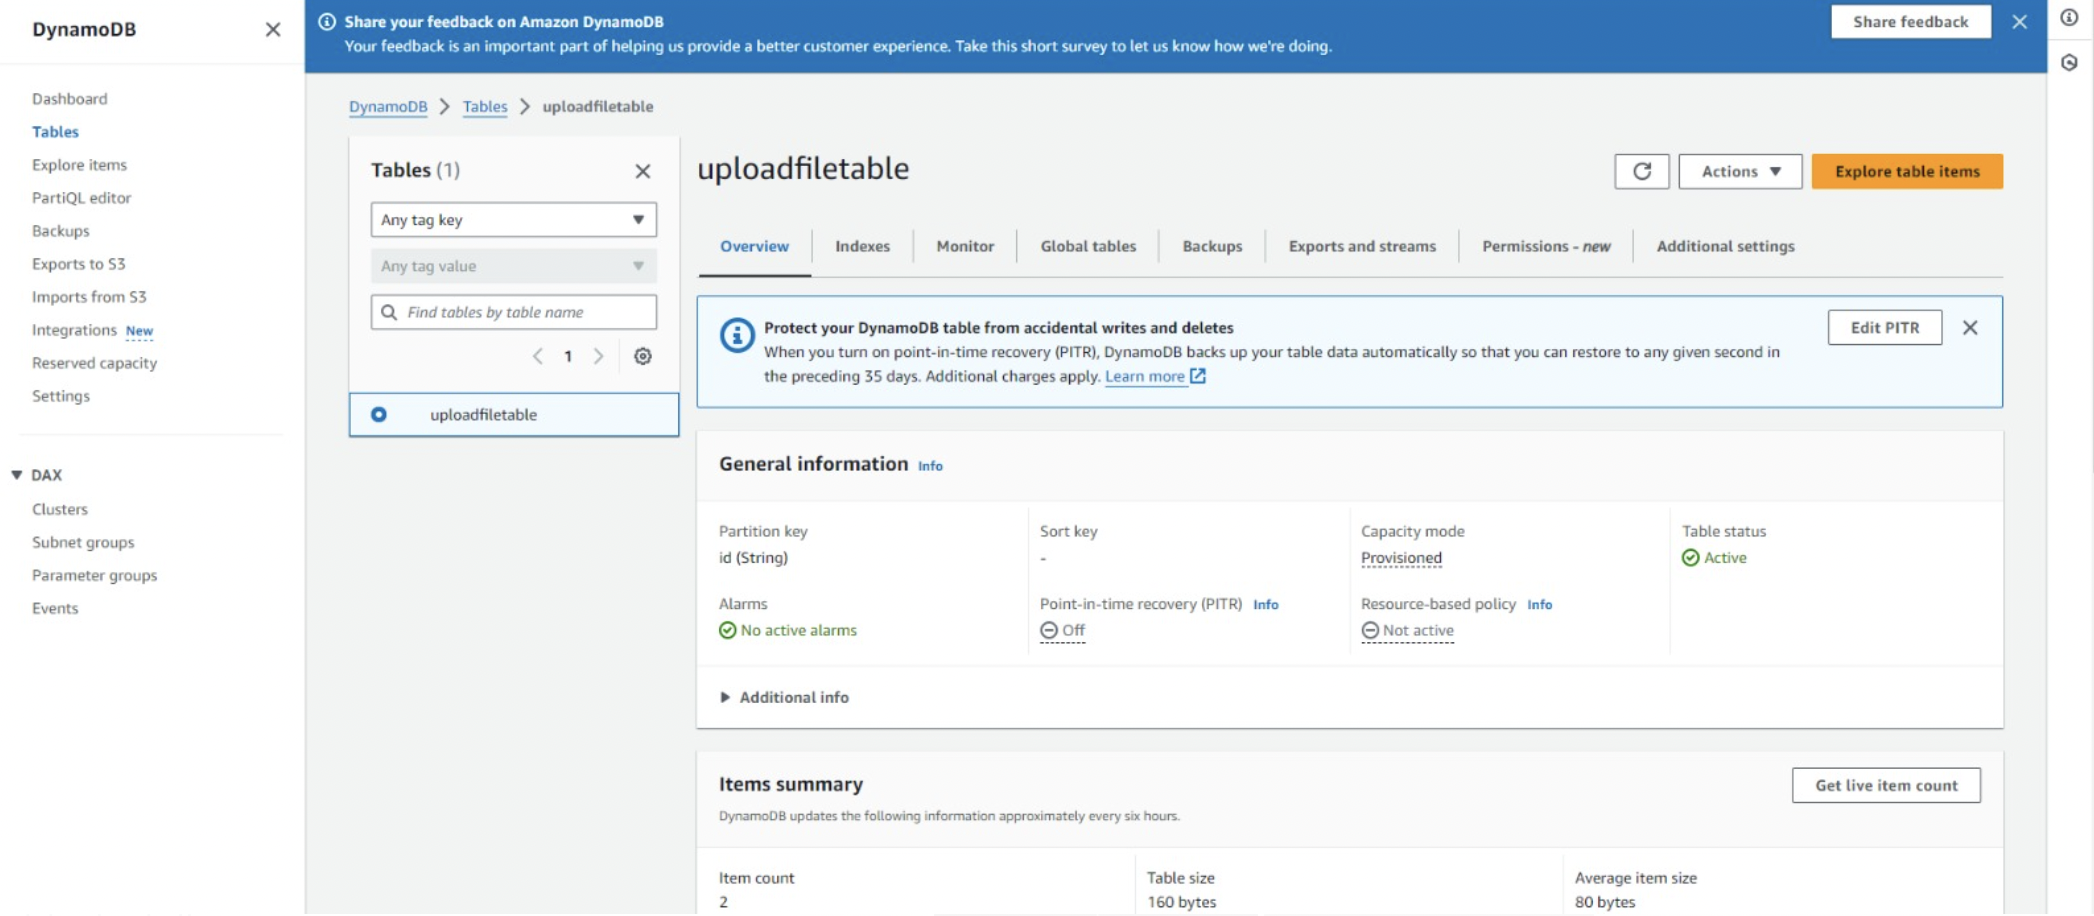 DynamoDB
Dashboard
Tables
Explore items
PartiQL editor
Backups
Exports to S3
Imports from S3
Integrations New
Reserved capacity
Settings
DAX
Clusters
Subnet groups
Parameter groups
Events
Share your feedback on Amazon DynamoDB
Your feedback is an important part of helping us provide a better customer experience. Take this short survey to let us know how we're doing.
Share feedback
DynamoDB > Tables > uploadfiletable
Tables (1)
Any tag key
Any tag value
Find tables by table name
1
uploadfiletable
uploadfiletable
Actions
Explore table items
Overview
Indexes
Monitor
Global tables
Backups
Exports and streams
Permissions - new
Additional settings
Protect your DynamoDB table from accidental writes and deletes
When you turn on point-in-time recovery (PITR), DynamoDB backs up your table data automatically so that you can restore to any given second in
the preceding 35 days. Additional charges apply. Learn more
Edit PITR
General information Info
Partition key
id (String)
Sort key
-
Capacity mode
Provisioned
Table status
Active
Alarms
No active alarms
Point-in-time recovery (PITR) Info
Off
Resource-based policy Info
Not active
Additional info
Items summary
DynamoDB updates the following information approximately every six hours.
Get live item count
Item count
2
Table size
160 bytes
Average item size
80 bytes